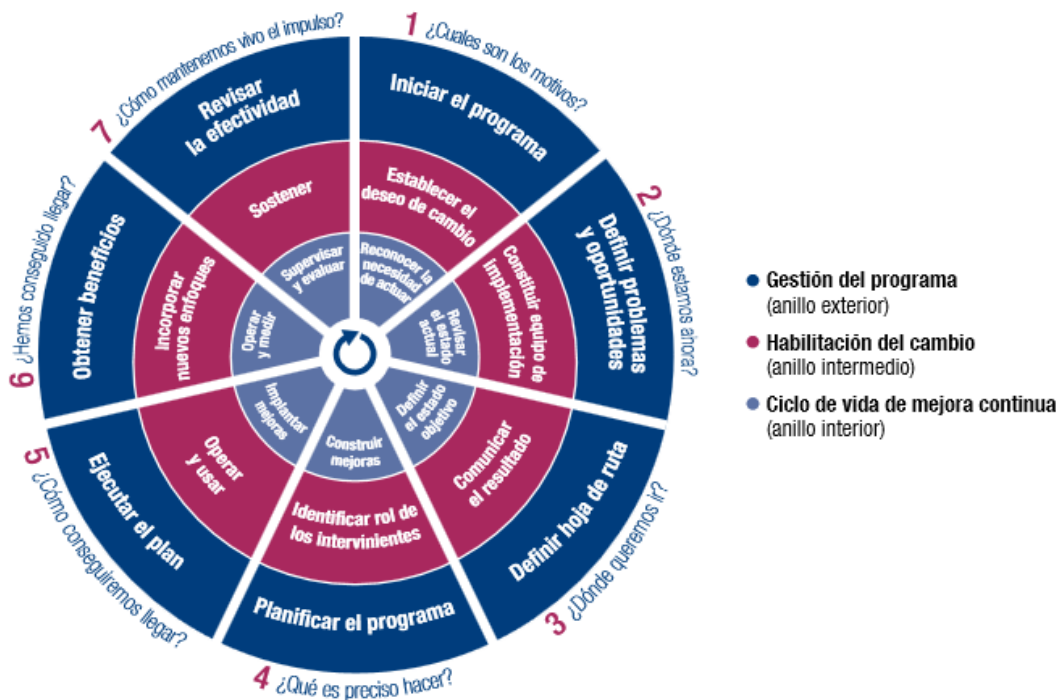 1 ¿Cuales son los motivos?
Iniciar el programa
Establecer el
deseo de cambio
Reconocer la
necesidad
de actuar
2 ¿Dónde estamos ahora?
Definir problemas
y oportunidades
Constituir equipo de
implementación
Revisar
el estado
actual
3 ¿Dónde queremos ir?
Definir hoja de ruta
Comunicar
el resultado
Definir
el estado
objetivo
4 ¿Qué es preciso hacer?
Planificar el programa
Identificar rol de
los intervinientes
Construir
mejoras
5 ¿Cómo conseguiremos llegar?
Ejecutar el plan
Operar
y usar
Implantar
mejoras
6 ¿Hemos conseguido llegar?
Obtener beneficios
Incorporar
nuevos enfoques
Operar
y medir
7 ¿Cómo mantenemos vivo el impulso?
Revisar
la efectividad
Sostener
Supervisar
y evaluar
Gestión del programa
(anillo exterior)
Habilitación del cambio
(anillo intermedio)
Ciclo de vida de mejora continua
(anillo interior)